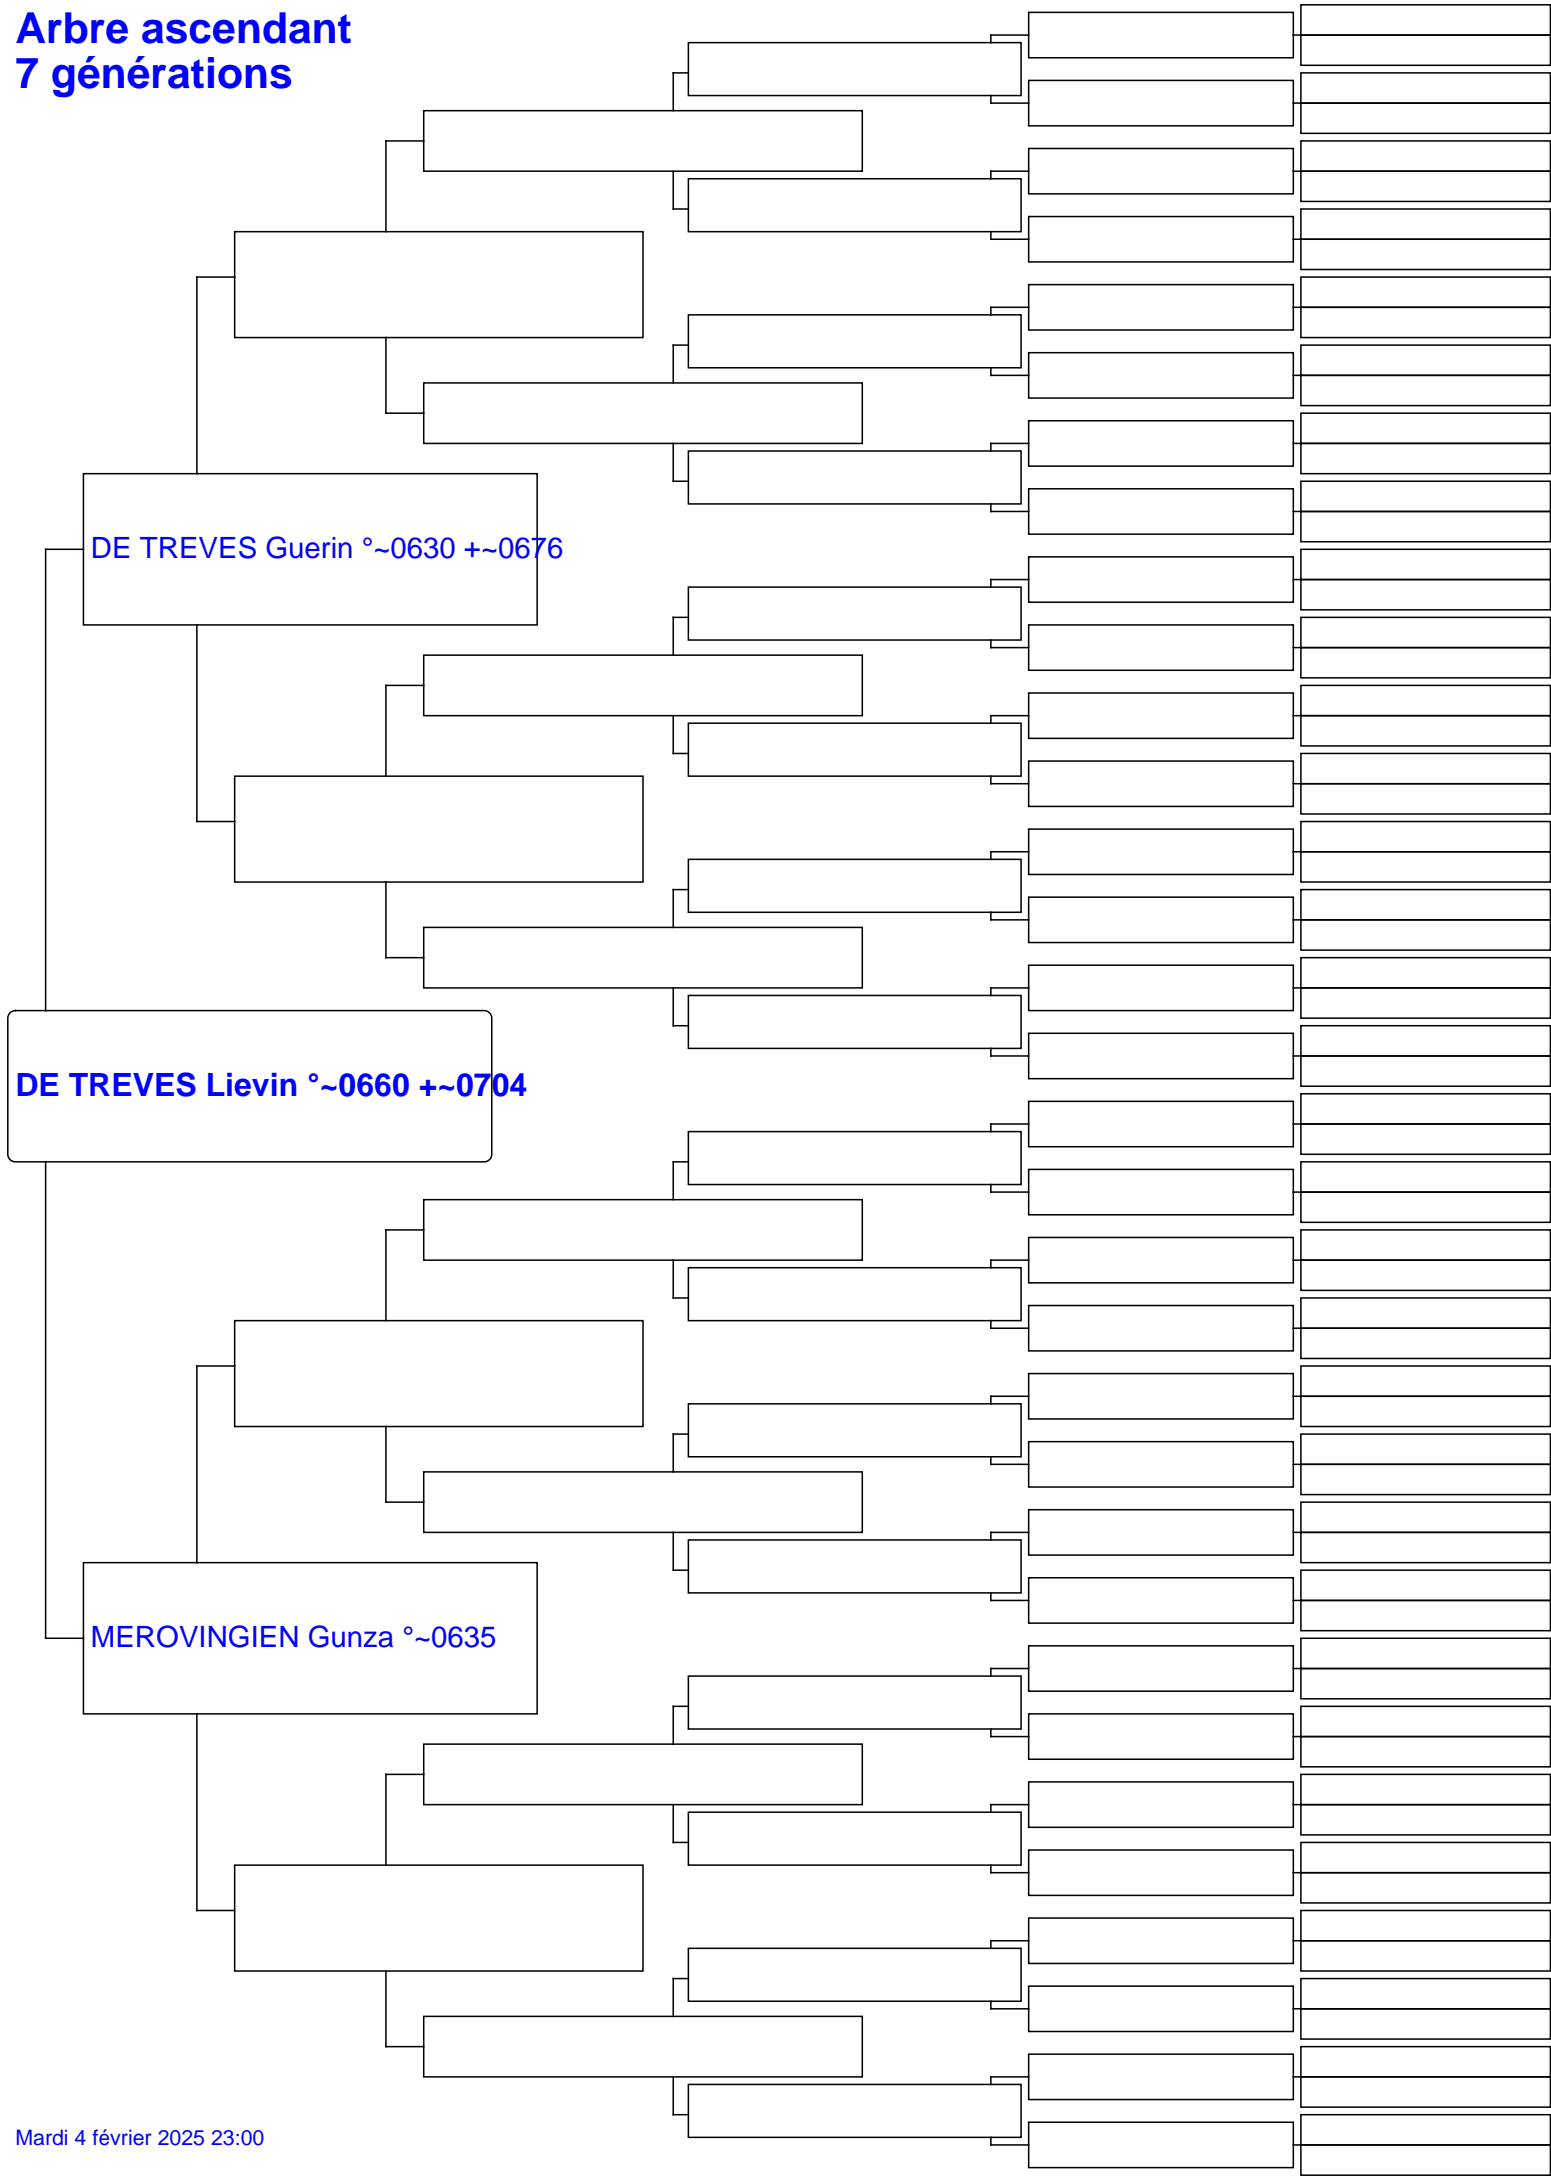 Arbre ascendant
7 générations
DE TREVES Guerin °~0630 +~0676
DE TREVES Lievin °~0660 +~0704
MEROVINGIEN Gunza °~0635
Mardi 4 février 2025 23:00